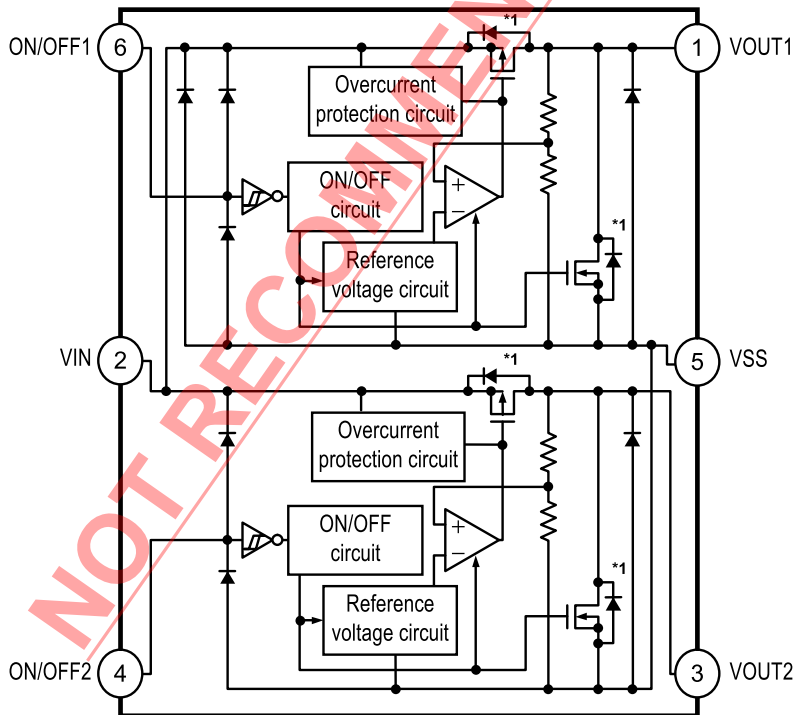 ON/OFF1
6
*1
1
VOUT1
Overcurrent
protection circuit
ON/OFF
circuit
+
−
*1
Reference
voltage circuit
VIN
2
5
VSS
*1
Overcurrent
protection circuit
ON/OFF
circuit
+
−
*1
Reference
voltage circuit
ON/OFF2
4
3
VOUT2
NOT RECOMMEN